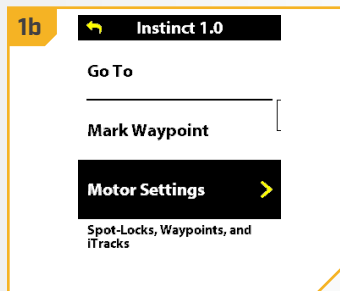 1b
Instinct 1.0
Go To
Mark Waypoint
Motor Settings
Spot-Locks, Waypoints, and
iTracks